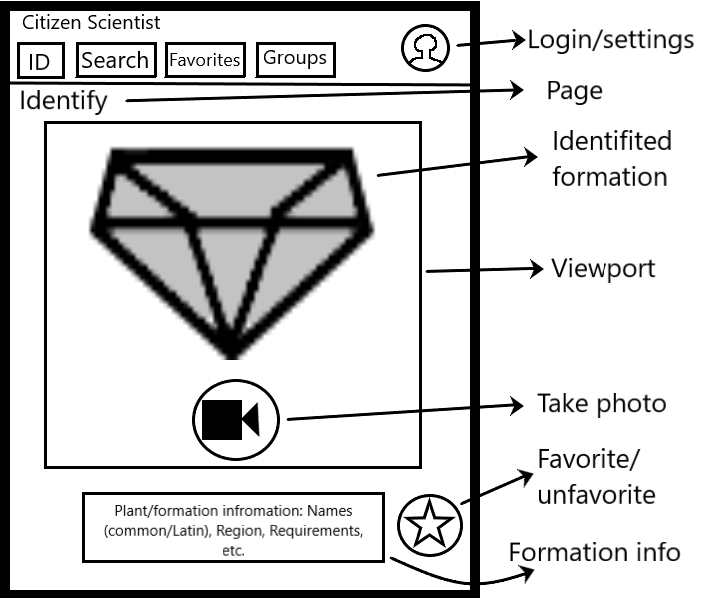 Citizen Scientist
ID Search Favorites Groups
Login/settings
Identify
Page
Identifited
formation
Viewport
Take photo
Favorite/
unfavorite
Plant/formation infromation: Names
(common/Latin), Region, Requirements,
etc.
Formation info